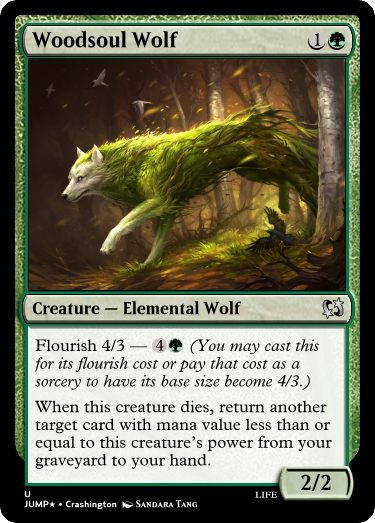 Woodsoul Wolf 1
Creature — Elemental Wolf
Flourish 4/3 — 4 (You may cast this
for its flourish cost or pay that cost as a
sorcery to have its base size become 4/3.)
When this creature dies, return another
target card with mana value less than or
equal to this creature's power from your
graveyard to your hand.
2/2
U
LIFE
JUMP★ • Crashington SANDARA TANG